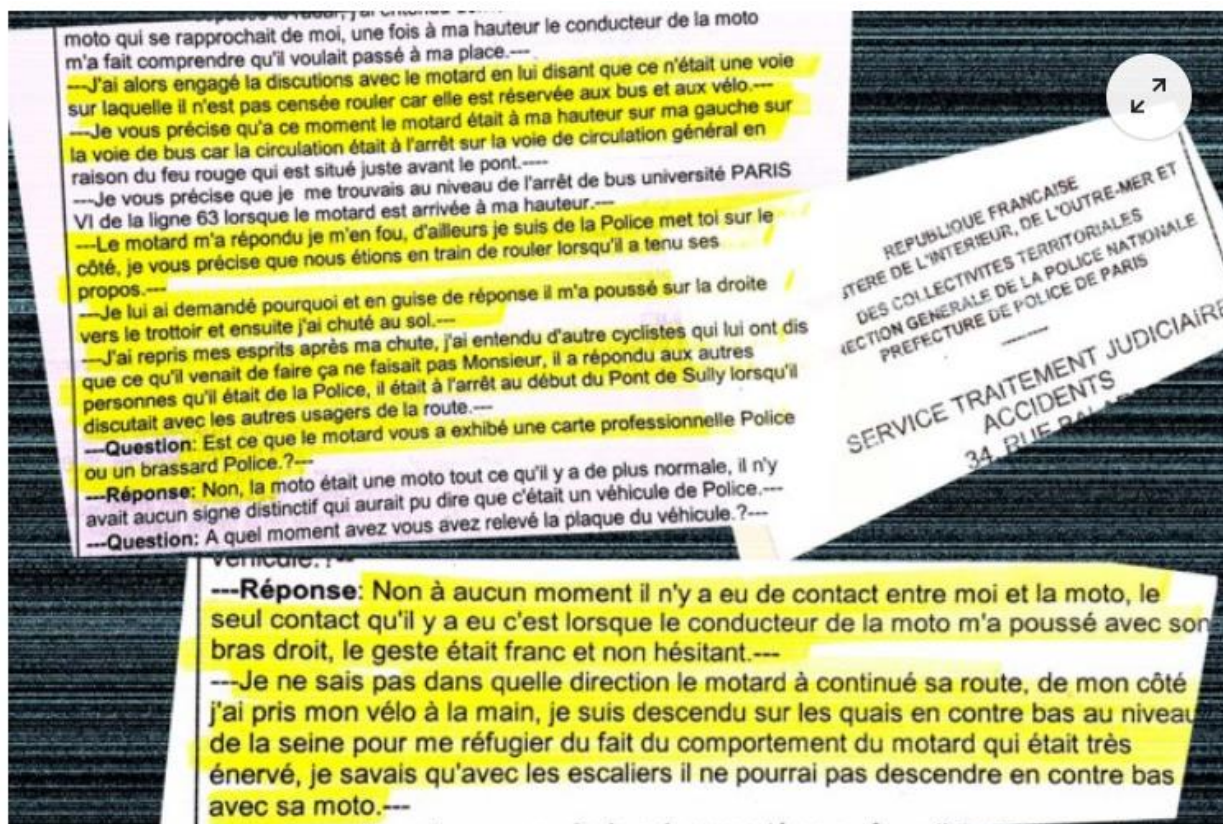 moto qui se rapprochait de moi, une fois à ma hauteur le conducteur de la moto
m'a fait comprendre qu'il voulait passé à ma place.---
---J'ai alors engagé la discutions avec le motard en lui disant que ce n'était une voie
sur laquelle il n'est pas censée rouler car elle est réservée aux bus et aux vélo.---
---Je vous précise qu'a ce moment le motard était à ma hauteur sur ma gauche sur
la voie de bus car la circulation était à l'arrêt sur la voie de circulation général en
raison du feu rouge qui est situé juste avant le pont.----
---Je vous précise que je me trouvais au niveau de l'arrêt de bus université PARIS
VI de la ligne 63 lorsque le motard est arrivée à ma hauteur.---
---Le motard m'a répondu je m'en fou, d'ailleurs je suis de la Police met toi sur le
côté, je vous précise que nous étions en train de rouler lorsqu'il a tenu ses
propos.---
---Je lui ai demandé pourquoi et en guise de réponse il m'a poussé sur la droite
vers le trottoir et ensuite j'ai chuté au sol.---
---J'ai repris mes esprits après ma chute, j'ai entendu d'autre cyclistes qui lui ont dis
que ce qu'il venait de faire ça ne faisait pas Monsieur, il a répondu aux autres
personnes qu'il était de la Police, il était à l'arrêt au début du Pont de Sully lorsqu'il
discutait avec les autres usagers de la route.---
---Question: Est ce que le motard vous a exhibé une carte professionnelle Police
ou un brassard Police.?---
---Réponse: Non, la moto était une moto tout ce qu'il y a de plus normale, il n'y
avait aucun signe distinctif qui aurait pu dire que c'était un véhicule de Police.---
---Question: A quel moment avez vous avez relevé la plaque du véhicule.?---
REPUBLIQUE FRANCAISE
STERE DE L'INTERIEUR, DE L'OUTRE-MER ET
DES COLLECTIVITES TERRITORIALES
RECTION GENERALE DE LA POLICE NATIONALE
PREFECTURE DE POLICE DE PARIS
SERVICE TRAITEMENT JUDICIAIRE
ACCIDENTS
34, RUE
---Réponse: Non à aucun moment il n'y a eu de contact entre moi et la moto, le
seul contact qu'il y a eu c'est lorsque le conducteur de la moto m'a poussé avec son
bras droit, le geste était franc et non hésitant.---
---Je ne sais pas dans quelle direction le motard à continué sa route, de mon côté
j'ai pris mon vélo à la main, je suis descendu sur les quais en contre bas au niveau
de la seine pour me réfugier du fait du comportement du motard qui était très
énervé, je savais qu'avec les escaliers il ne pourrai pas descendre en contre bas
avec sa moto.---